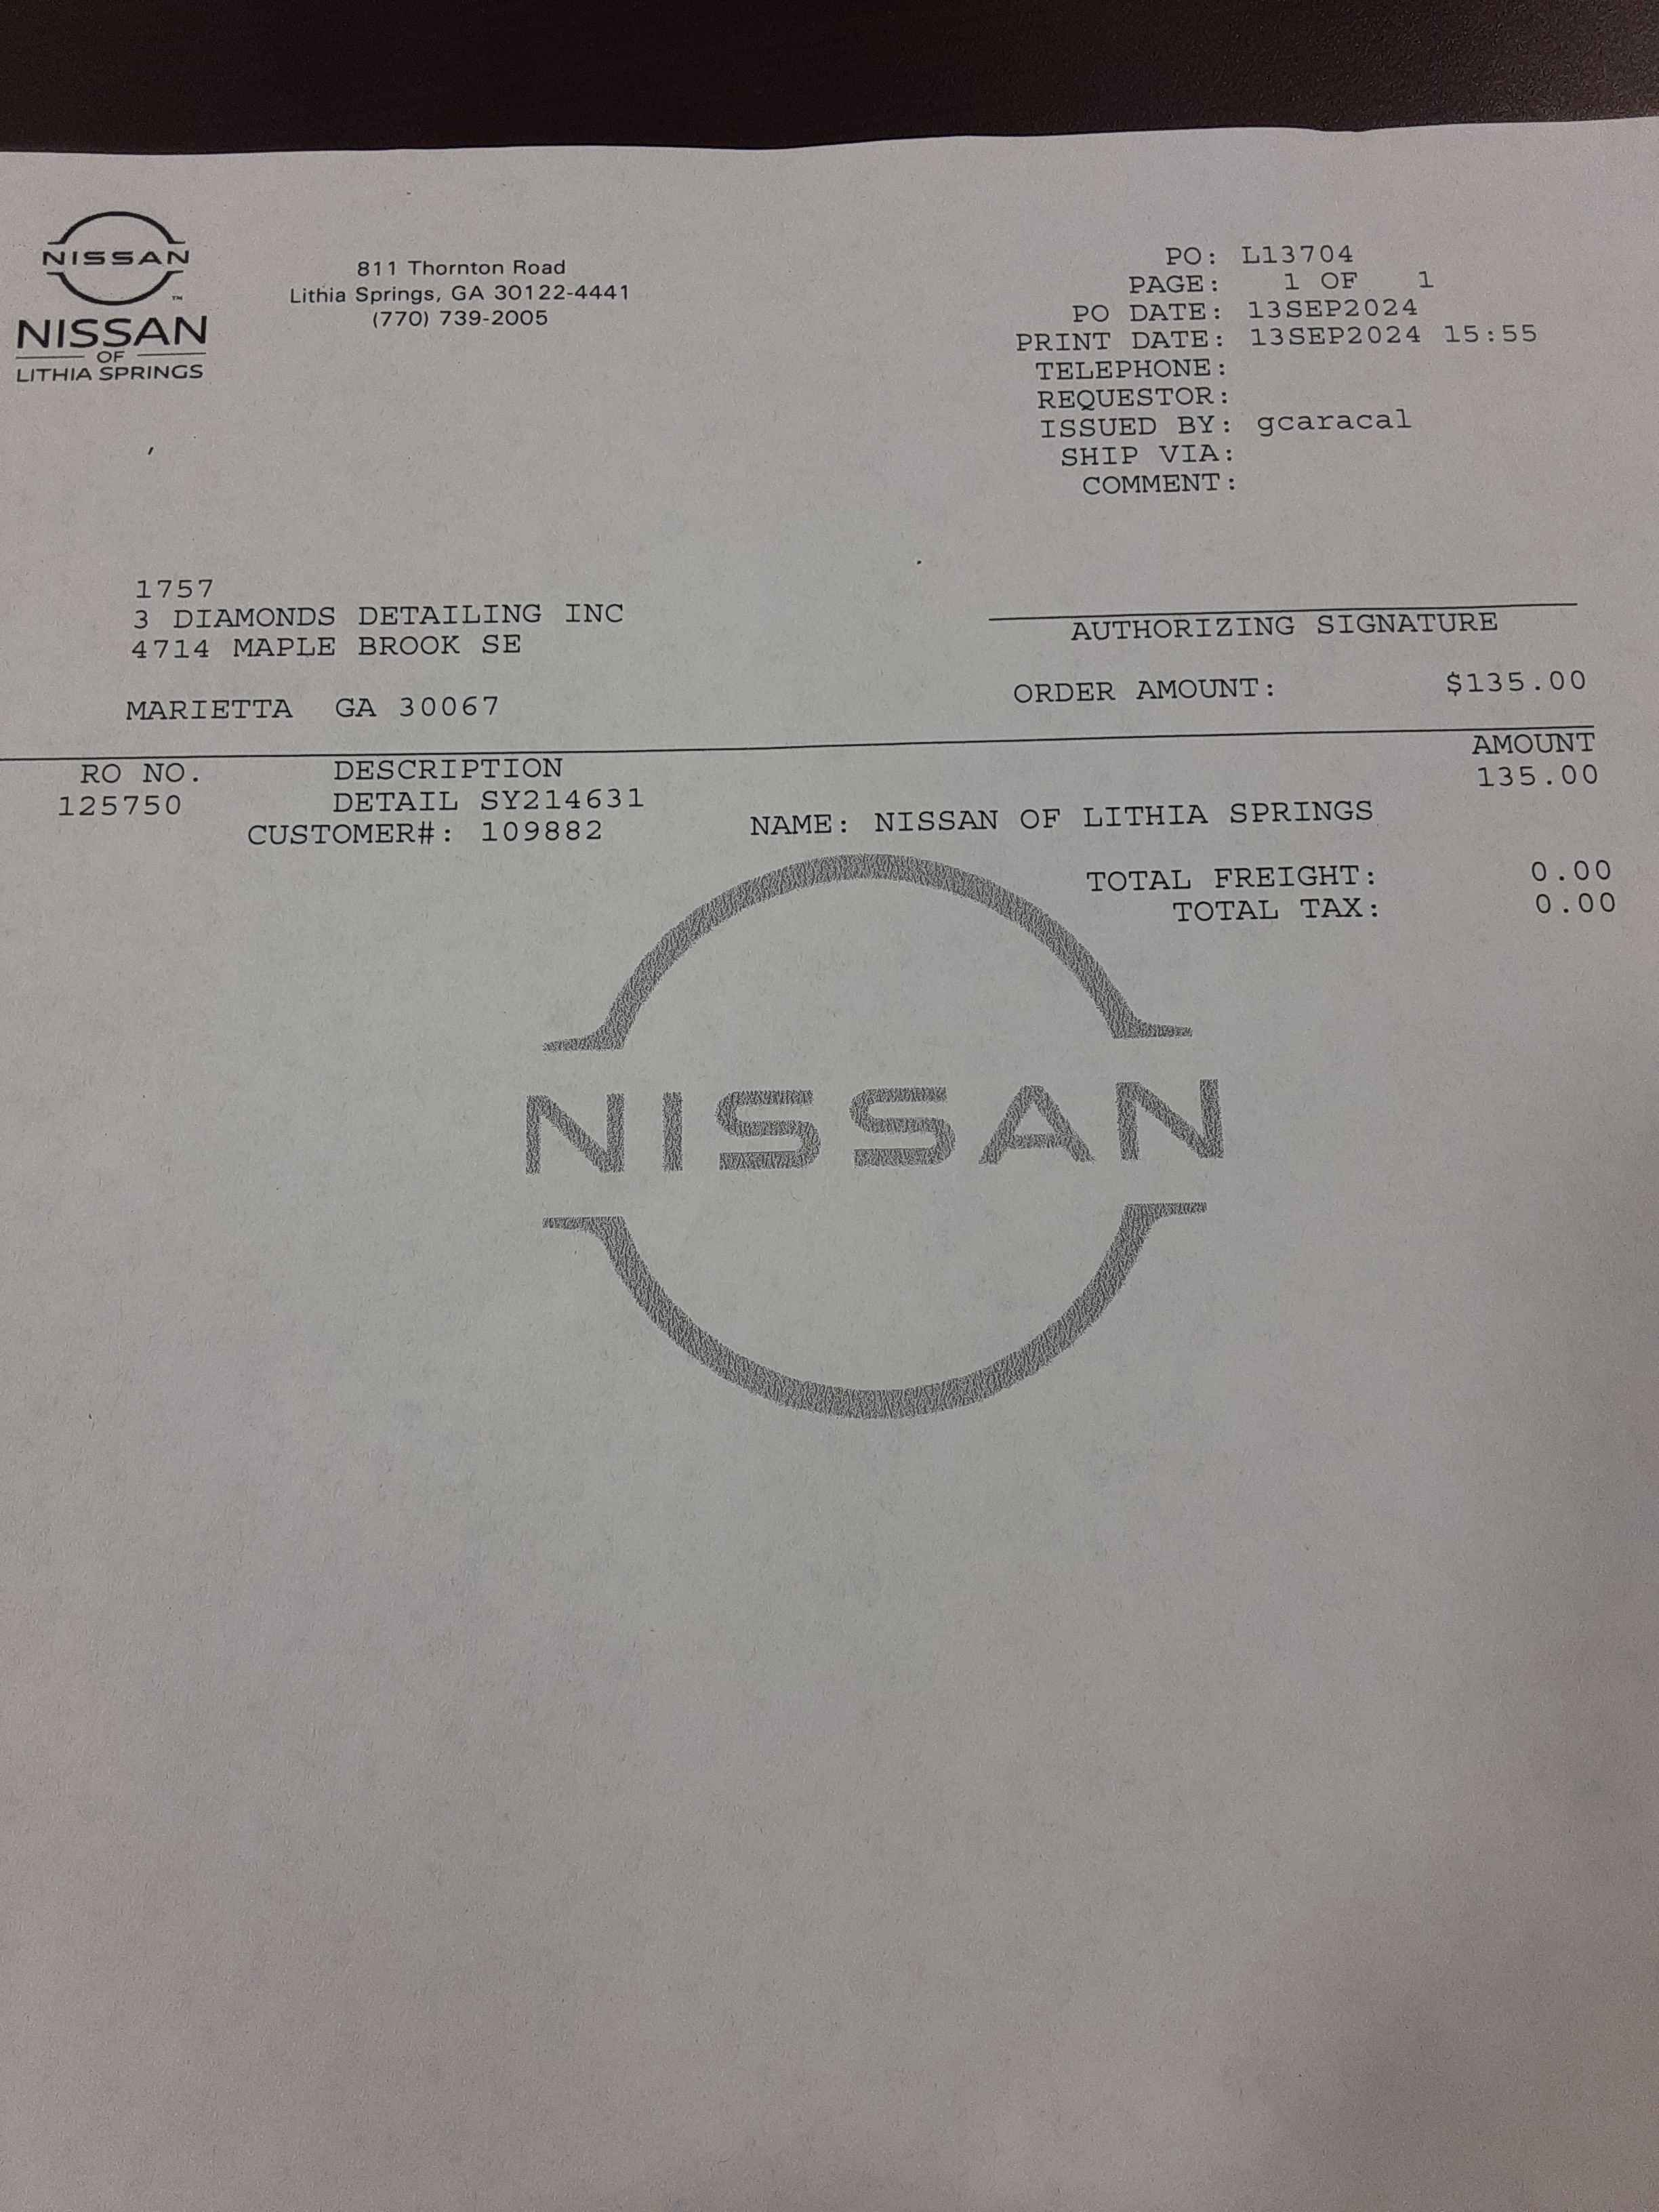 NISSAN
NISSAN
OF
LITHIA SPRINGS
811 Thornton Road
Lithia Springs, GA 30122-4441
(770) 739-2005
PO: L13704
PAGE: 1 OF 1
PO DATE: 13SEP2024
PRINT DATE: 13SEP2024 15:55
TELEPHONE:
REQUESTOR:
ISSUED BY: gcaracal
SHIP VIA:
COMMENT:
1757
3 DIAMONDS DETAILING INC
4714 MAPLE BROOK SE
MARIETTA GA 30067
AUTHORIZING SIGNATURE
ORDER AMOUNT: $135.00
RO NO. DESCRIPTION AMOUNT
125750 DETAIL SY214631 135.00
CUSTOMER#: 109882 NAME: NISSAN OF LITHIA SPRINGS
TOTAL FREIGHT: 0.00
TOTAL TAX: 0.00
NISSAN